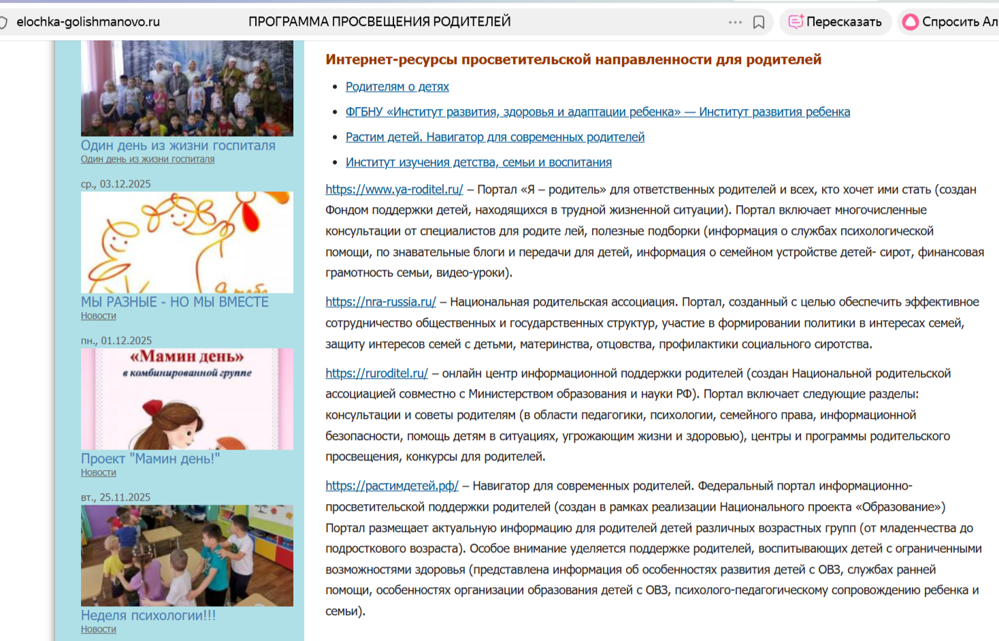 elochka-golishmanovo.ru
ПРОГРАММА ПРОСВЕЩЕНИЯ РОДИТЕЛЕЙ
Пересказать
Спросить Ал
Один день из жизни госпиталя
Один день из жизни госпиталя
ср., 03.12.2025
МЫ РАЗНЫЕ - НО МЫ ВМЕСТЕ
Новости
пн., 01.12.2025
«Мамин день»
в комбинированной группе
Проект "Мамин день!"
Новости
вт., 25.11.2025
Неделя психологии!!!
Новости
Интернет-ресурсы просветительской направленности для родителей
• Родителям о детях
• ФГБНУ «Институт развития, здоровья и адаптации ребенка» — Институт развития ребенка
• Растим детей. Навигатор для современных родителей
• Институт изучения детства, семьи и воспитания
https://www.ya-roditel.ru/ – Портал «Я – родитель» для ответственных родителей и всех, кто хочет ими стать (создан
Фондом поддержки детей, находящихся в трудной жизненной ситуации). Портал включает многочисленные
консультации от специалистов для родите лей, полезные подборки (информация о службах психологической
помощи, по знавательные блоги и передачи для детей, информация о семейном устройстве детей- сирот, финансовая
грамотность семьи, видео-уроки).
https://nra-russia.ru/ – Национальная родительская ассоциация. Портал, созданный с целью обеспечить эффективное
сотрудничество общественных и государственных структур, участие в формировании политики в интересах семей,
защиту интересов семей с детьми, материнства, отцовства, профилактики социального сиротства.
https://ruroditel.ru/ – онлайн центр информационной поддержки родителей (создан Национальной родительской
ассоциацией совместно с Министерством образования и науки РФ). Портал включает следующие разделы:
консультации и советы родителям (в области педагогики, психологии, семейного права, информационной
безопасности, помощь детям в ситуациях, угрожающим жизни и здоровью), центры и программы родительского
просвещения, конкурсы для родителей.
https://растимдетей.рф/ – Навигатор для современных родителей. Федеральный портал информационно-
просветительской поддержки родителей (создан в рамках реализации Национального проекта «Образование»)
Портал размещает актуальную информацию для родителей детей различных возрастных групп (от младенчества до
подросткового возраста). Особое внимание уделяется поддержке родителей, воспитывающих детей с ограниченными
возможностями здоровья (представлена информация об особенностях развития детей с ОВЗ, службах ранней
помощи, особенностях организации образования детей с ОВЗ, психолого-педагогическому сопровождению ребенка и
семьи).